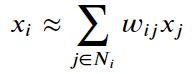 x_i ≈ ∑_{j∈N_i} w_{ij} x_j